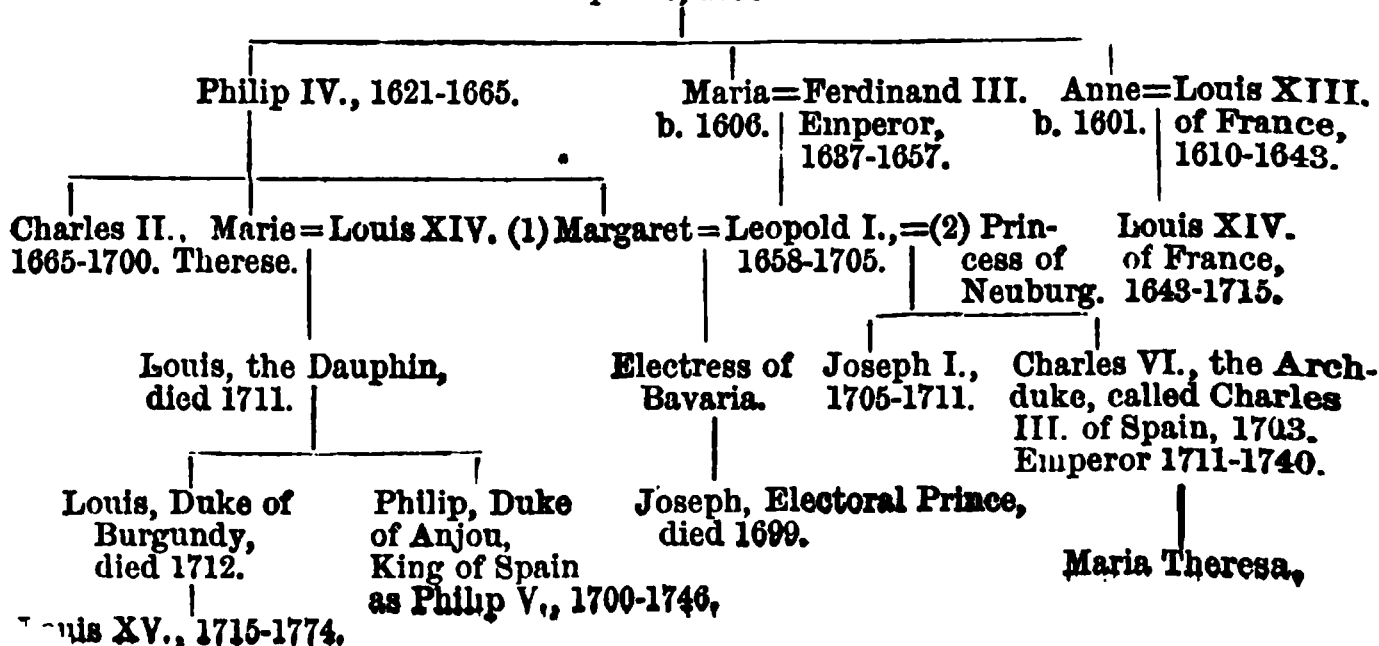 Philip IV., 1621-1665. Maria=Ferdinand III. Anne=Louis XIII.
b. 1606. Emperor, b. 1601. of France,
1637-1657. 1610-1643.
Charles II., Marie=Louis XIV. (1) Margaret=Leopold I.,=(2) Prin- Louis XIV.
1665-1700. Therese. 1658-1705. cess of of France,
Neuburg. 1643-1715.
Louis, the Dauphin, Electress of Joseph I., Charles VI., the Arch-
died 1711. Bavaria. 1705-1711. duke, called Charles
III. of Spain, 1703.
Emperor 1711-1740.
Louis, Duke of Philip, Duke Joseph, Electoral Prince,
Burgundy, of Anjou, died 1699.
died 1712. King of Spain Maria Theresa,
as Philip V., 1700-1746,
Louis XV., 1715-1774.